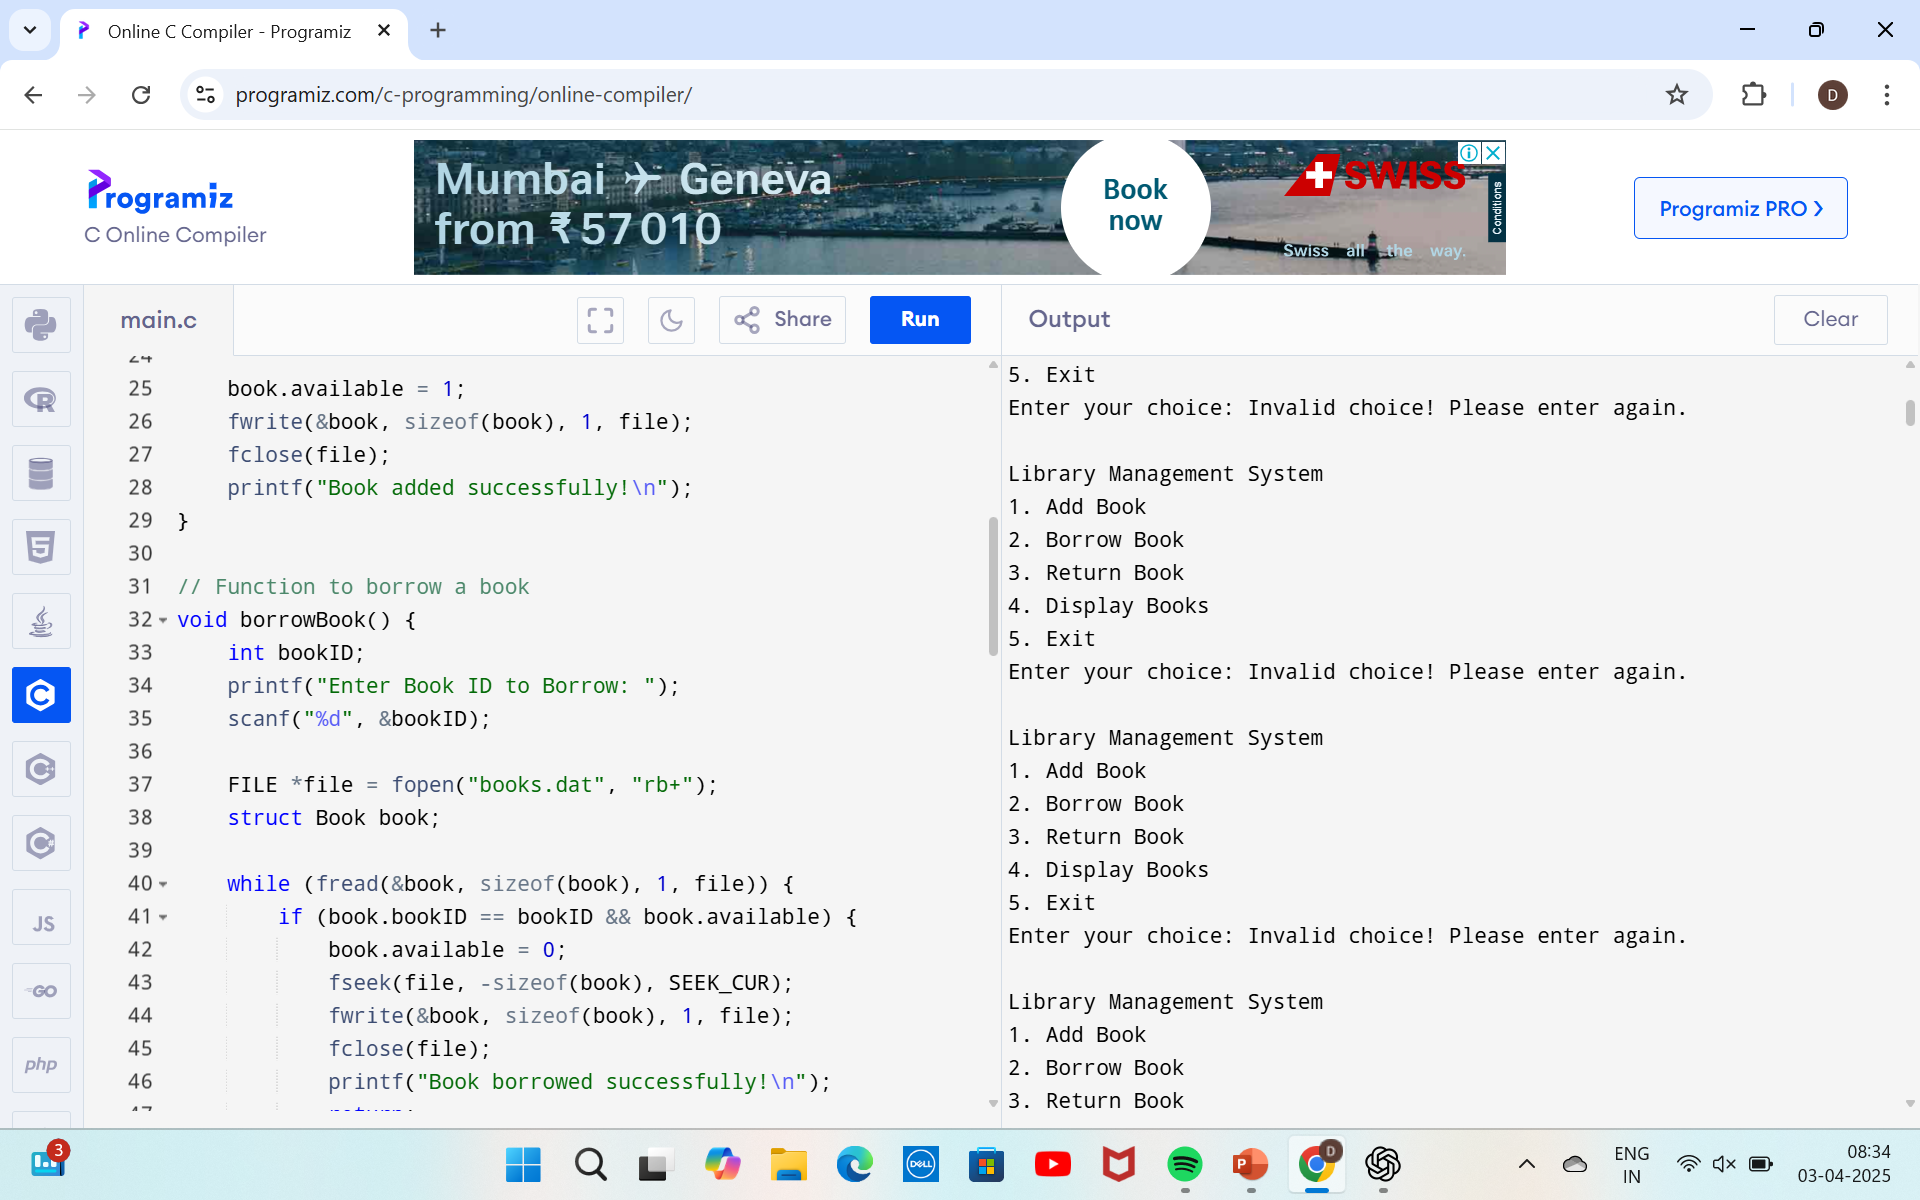 Online C Compiler - Programiz
programiz.com/c-programming/online-compiler/
D
Programiz
C Online Compiler
Mumbai ✈ Geneva
from ₹57 010
Book
now
SWISS
Swiss all the way.
Conditions
Programiz PRO ›
main.c
Share
Run
Output
Clear
24
25 book.available = 1;
26 fwrite(&book, sizeof(book), 1, file);
27 fclose(file);
28 printf("Book added successfully!\n");
29 }
30
31 // Function to borrow a book
32 void borrowBook() {
33 int bookID;
34 printf("Enter Book ID to Borrow: ");
35 scanf("%d", &bookID);
36
37 FILE *file = fopen("books.dat", "rb+");
38 struct Book book;
39
40 while (fread(&book, sizeof(book), 1, file)) {
41 if (book.bookID == bookID && book.available) {
42 book.available = 0;
43 fseek(file, -sizeof(book), SEEK_CUR);
44 fwrite(&book, sizeof(book), 1, file);
45 fclose(file);
46 printf("Book borrowed successfully!\n");
47 return;
5. Exit
Enter your choice: Invalid choice! Please enter again.
Library Management System
1. Add Book
2. Borrow Book
3. Return Book
4. Display Books
5. Exit
Enter your choice: Invalid choice! Please enter again.
Library Management System
1. Add Book
2. Borrow Book
3. Return Book
4. Display Books
5. Exit
Enter your choice: Invalid choice! Please enter again.
Library Management System
1. Add Book
2. Borrow Book
3. Return Book
R
5
C
C
C#
JS
GO
php
3
DELL
P
D
ENG
IN
08:34
03-04-2025